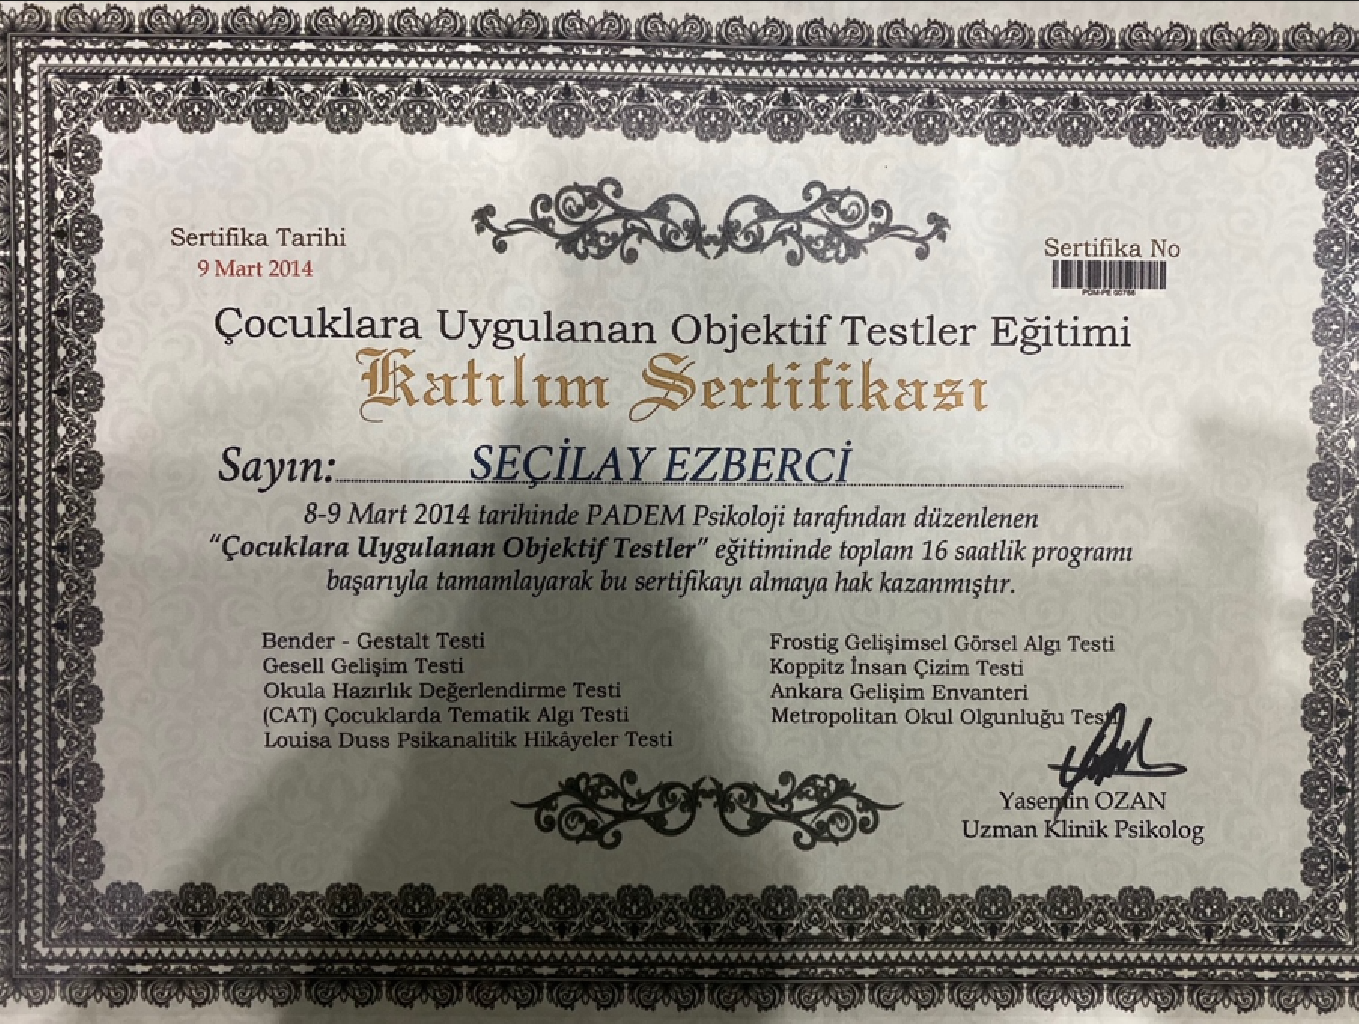 Sertifika Tarihi
9 Mart 2014
Sertifika No
Çocuklara Uygulanan Objektif Testler Eğitimi
Katılım Sertifikası
Sayın: SEÇİLAY EZBERCİ
8-9 Mart 2014 tarihinde PADEM Psikoloji tarafından düzenlenen
“Çocuklara Uygulanan Objektif Testler” eğitiminde toplam 16 saatlik programı
başarıyla tamamlayarak bu sertifikayı almaya hak kazanmıştır.
Bender - Gestalt Testi
Gesell Gelişim Testi
Okula Hazırlık Değerlendirme Testi
(CAT) Çocuklarda Tematik Algı Testi
Louisa Duss Psikanalitik Hikâyeler Testi
Frostig Gelişimsel Görsel Algı Testi
Koppitz İnsan Çizim Testi
Ankara Gelişim Envanteri
Metropolitan Okul Olgunluğu Testi
Yasemin OZAN
Uzman Klinik Psikolog